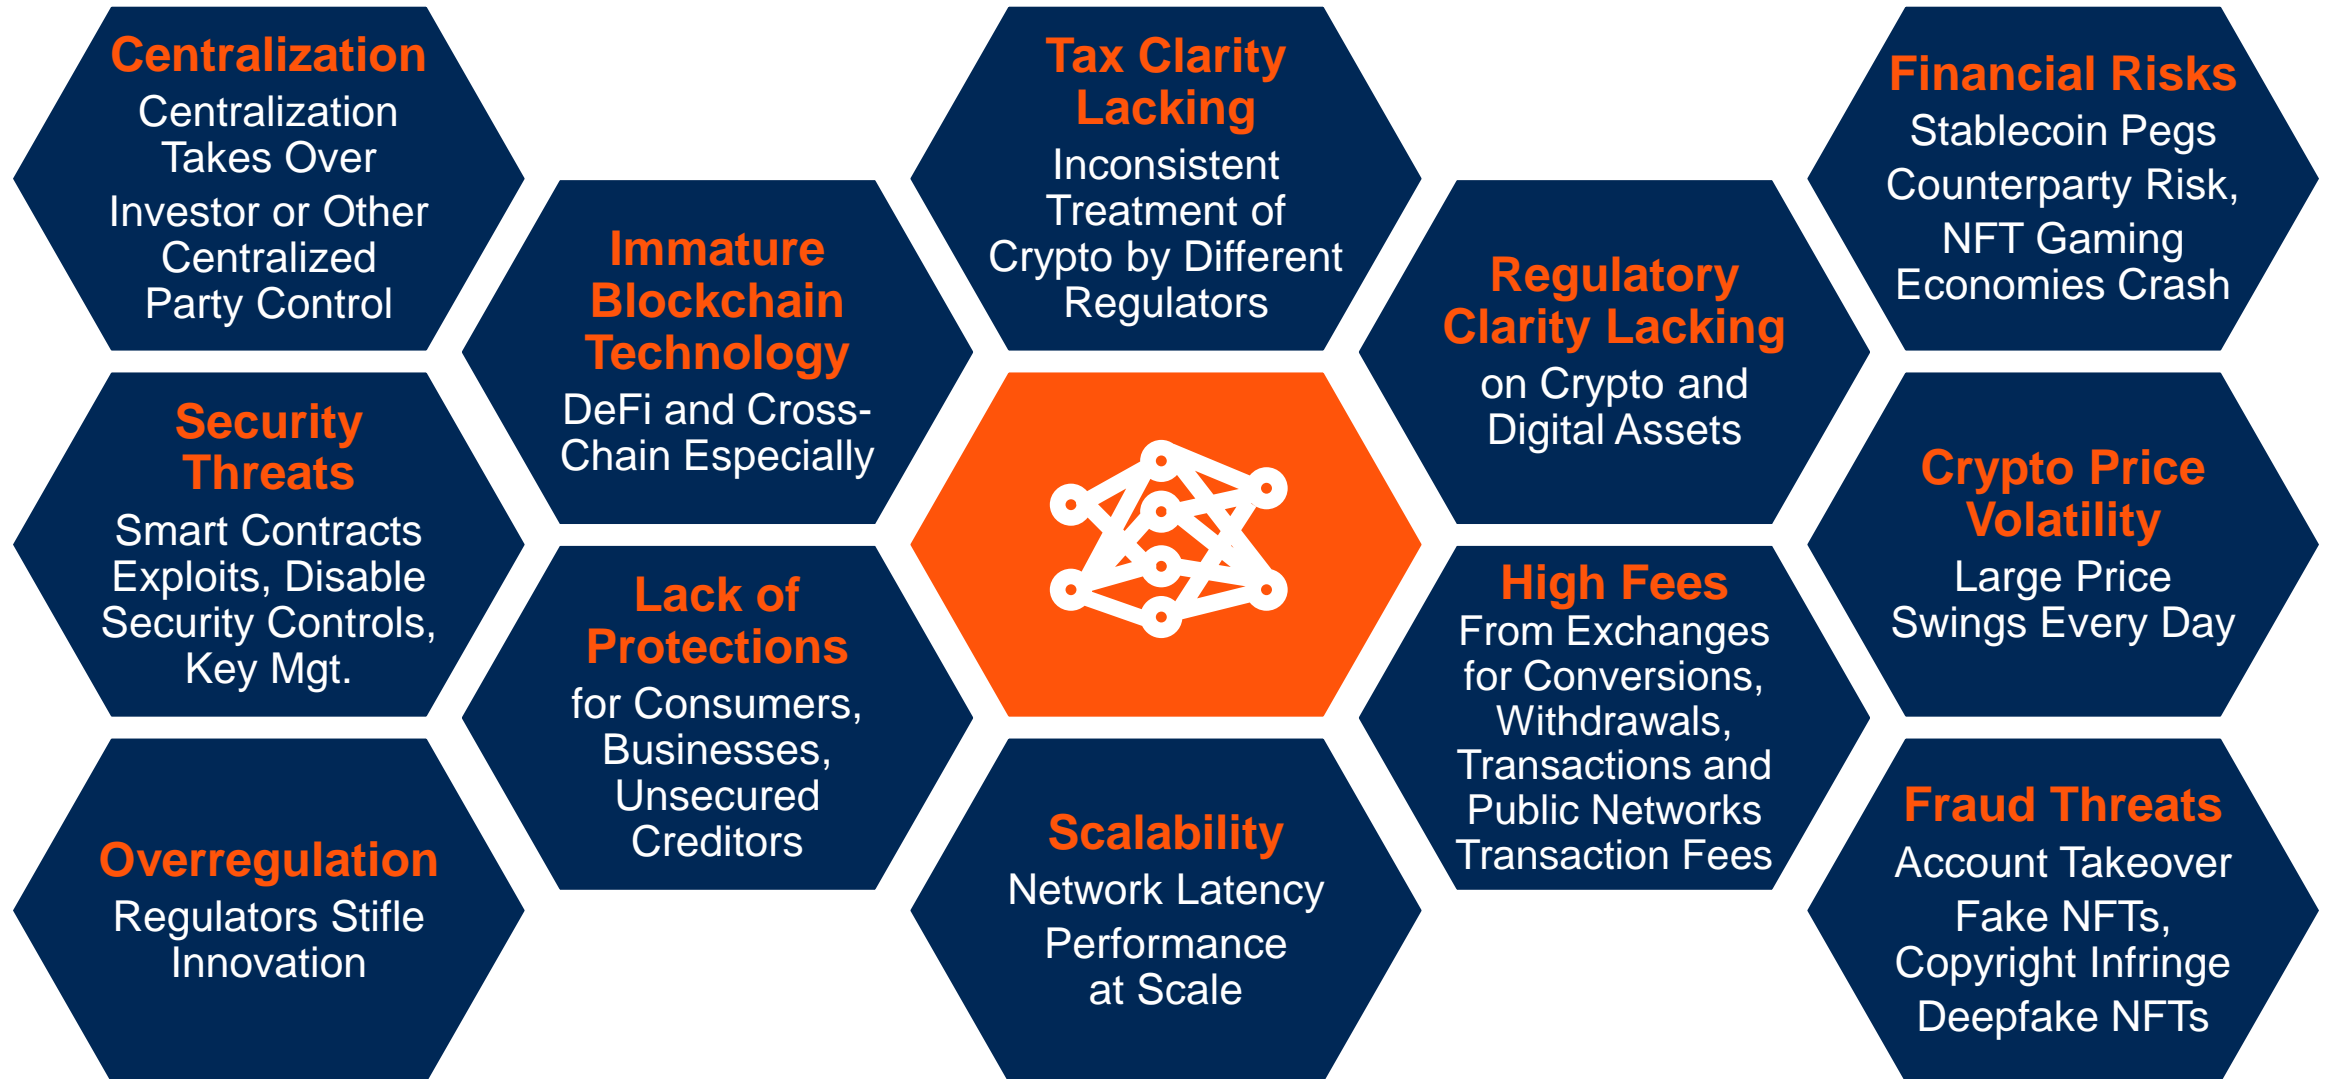 Centralization
Centralization
Takes Over
Investor or Other
Centralized
Party Control
Security
Threats
Smart Contracts
Exploits, Disable
Security Controls,
Key Mgt.
Overregulation
Regulators Stifle
Innovation
Immature
Blockchain
Technology
DeFi and Cross-
Chain Especially
Lack of
Protections
for Consumers,
Businesses,
Unsecured
Creditors
Tax Clarity
Lacking
Inconsistent
Treatment of
Crypto by Different
Regulators
Scalability
Network Latency
Performance
at Scale
Regulatory
Clarity Lacking
on Crypto and
Digital Assets
High Fees
From Exchanges
for Conversions,
Withdrawals,
Transactions and
Public Networks
Transaction Fees
Financial Risks
Stablecoin Pegs
Counterparty Risk,
NFT Gaming
Economies Crash
Crypto Price
Volatility
Large Price
Swings Every Day
Fraud Threats
Account Takeover
Fake NFTs,
Copyright Infringe
Deepfake NFTs